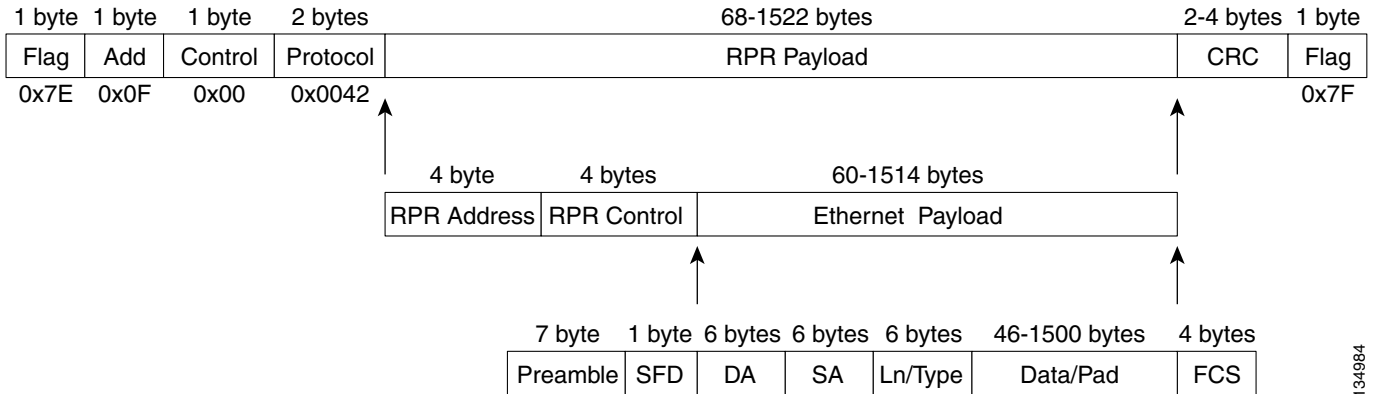 1 byte 1 byte 1 byte 2 bytes 68-1522 bytes 2-4 bytes 1 byte
Flag Add Control Protocol RPR Payload CRC Flag
0x7E 0x0F 0x00 0x0042 0x7F
4 byte 4 bytes 60-1514 bytes
RPR Address RPR Control Ethernet Payload
7 byte 1 byte 6 bytes 6 bytes 6 bytes 46-1500 bytes 4 bytes
Preamble SFD DA SA Ln/Type Data/Pad FCS
134984